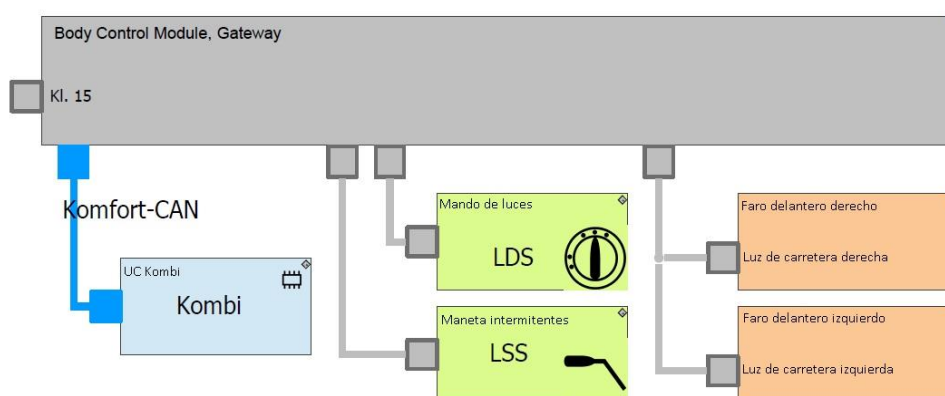 Body Control Module, Gateway
Kl. 15
Komfort-CAN
UC Kombi
Kombi
Mando de luces
LDS
Maneta intermitentes
LSS
Faro delantero derecho
Luz de carretera derecha
Faro delantero izquierdo
Luz de carretera izquierda